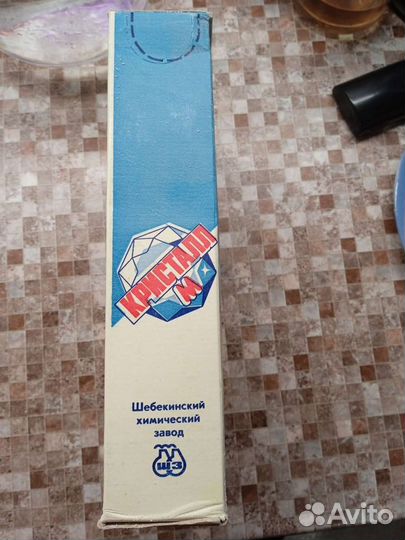 КРИСТАЛЛ
М
Шебекинский
химический
завод
ШХЗ
Avito